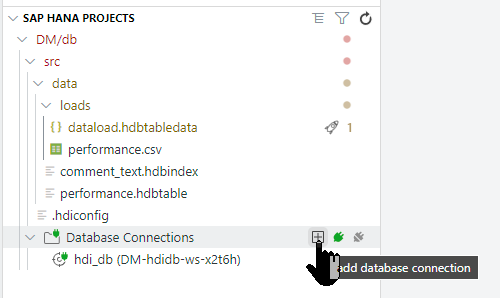 SAP HANA PROJECTS
DM/db
src
data
loads
dataload.hdbtabledata 1
performance.csv
comment_text.hdbindex
performance.hdbtable
.hdiconfig
Database Connections
hdi_db (DM-hdidb-ws-x2t6h)
add database connection